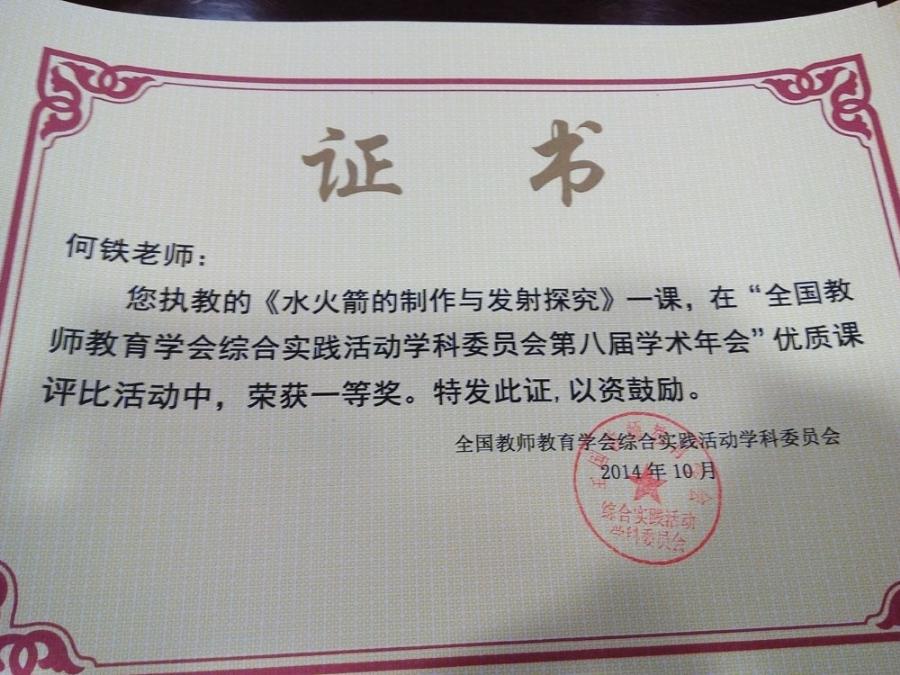 证 书
何铁老师：
您执教的《水火箭的制作与发射探究》一课，在“全国教
师教育学会综合实践活动学科委员会第八届学术年会”优质课
评比活动中，荣获一等奖。特发此证,以资鼓励。
全国教师教育学会综合实践活动学科委员会
2014年10月
综合实践活动
学科委员会